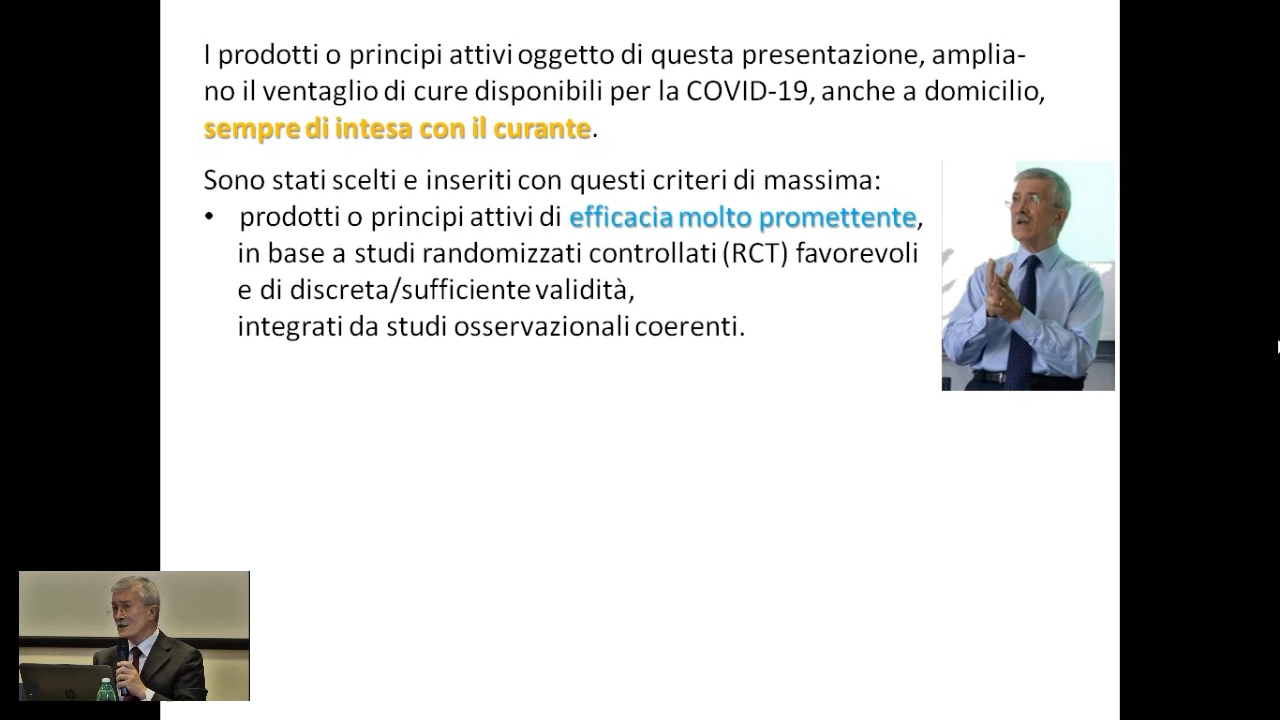 I prodotti o principi attivi oggetto di questa presentazione, amplia-
no il ventaglio di cure disponibili per la COVID-19, anche a domicilio,
sempre di intesa con il curante.
Sono stati scelti e inseriti con questi criteri di massima:
• prodotti o principi attivi di efficacia molto promettente,
in base a studi randomizzati controllati (RCT) favorevoli
e di discreta/sufficiente validità,
integrati da studi osservazionali coerenti.